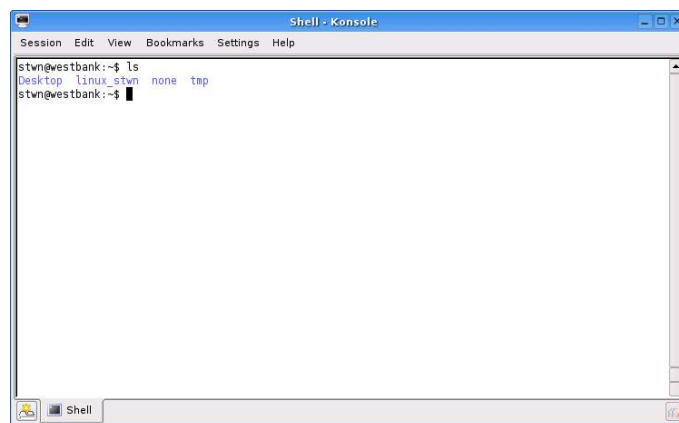 Shell - Konsole
Session Edit View Bookmarks Settings Help
stwn@westbank:~$ ls
Desktop linux_stwn none tmp
stwn@westbank:~$
Shell